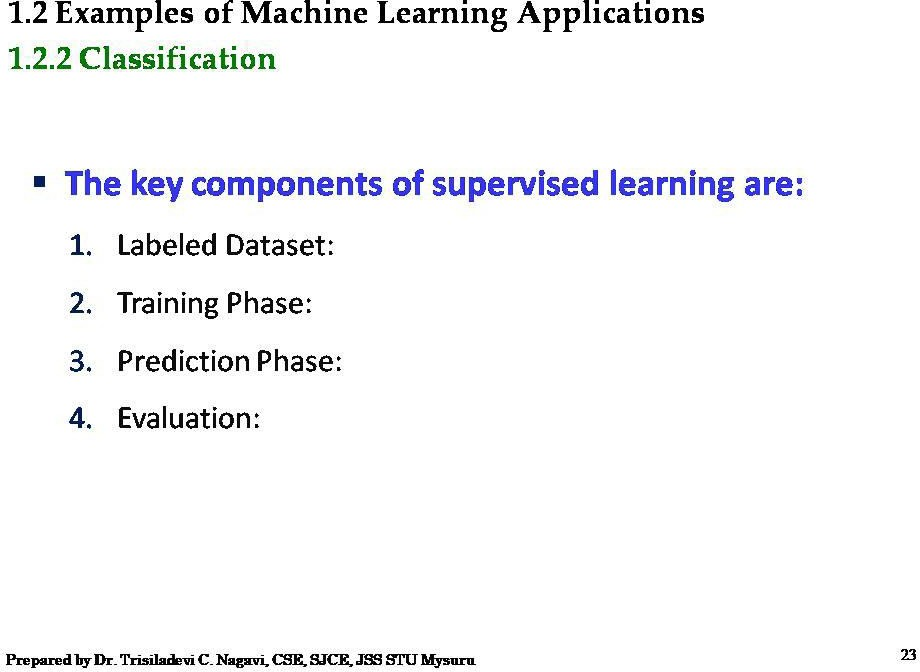 1.2 Examples of Machine Learning Applications
1.2.2 Classification
▪ The key components of supervised learning are:
1. Labeled Dataset:
2. Training Phase:
3. Prediction Phase:
4. Evaluation:
Prepared by Dr. Trisiladevi C. Nagavi, CSE, SJCE, JSS STU Mysuru
23